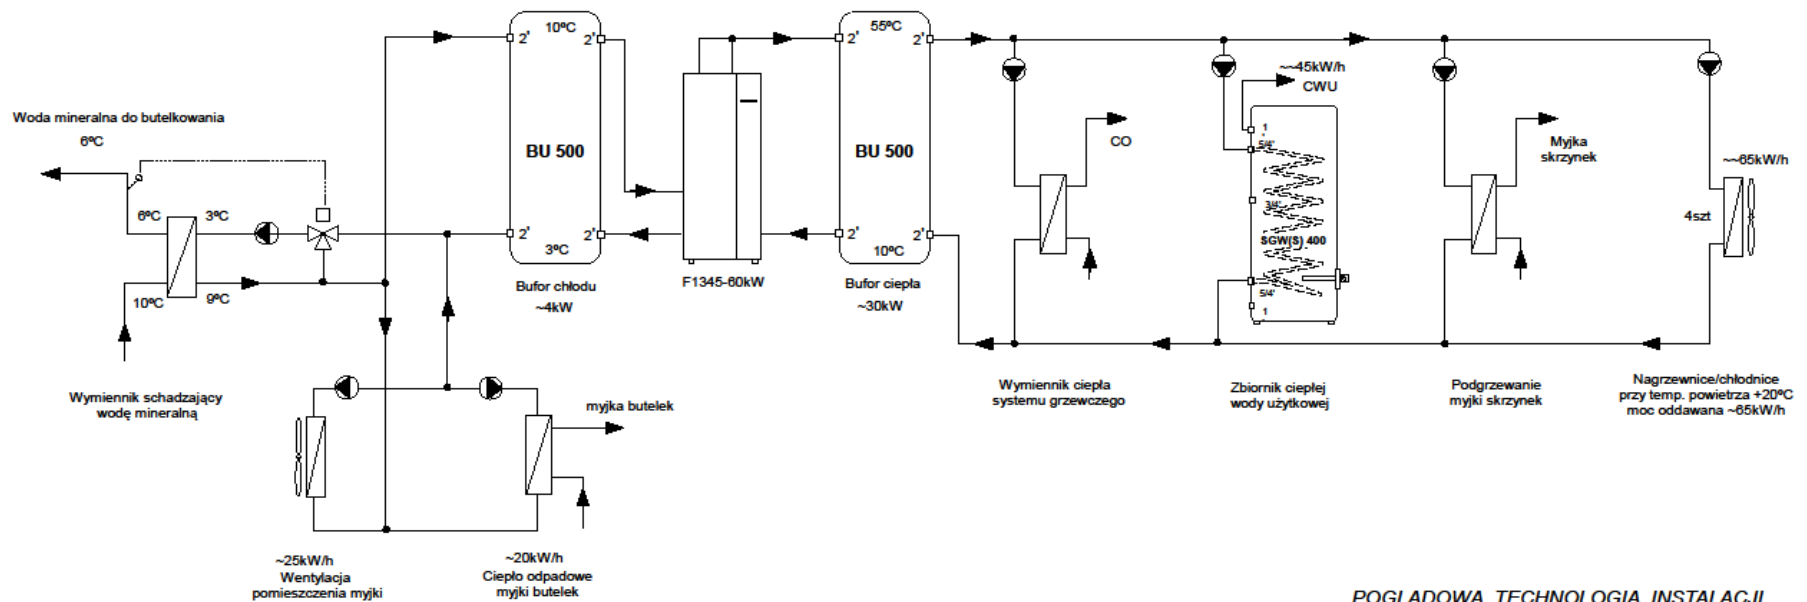 10ºC
2'
2'
BU 500
2'
2'
3ºC
Bufor chłodu
~4kW
F1345-60kW
55ºC
2'
2'
BU 500
2'
2'
10ºC
Bufor ciepła
~30kW
Woda mineralna do butelkowania
6ºC
6ºC
3ºC
10ºC
9ºC
Wymiennik schadzający
wodę mineralną
myjka butelek
~25kW/h
Wentylacja
pomieszczenia myjki
~20kW/h
Ciepło odpadowe
myjki butelek
CO
Wymiennik ciepła
systemu grzewczego
~~45kW/h
CWU
1
5/4'
3/4'
SGW(S) 400
5/4'
1
Zbiornik ciepłej
wody użytkowej
Myjka
skrzynek
Podgrzewanie
myjki skrzynek
~~65kW/h
4szt
Nagrzewnice/chłodnice
przy temp. powietrza +20ºC
moc oddawana ~65kW/h
POGLĄDOWA TECHNOLOGIA INSTALACJI